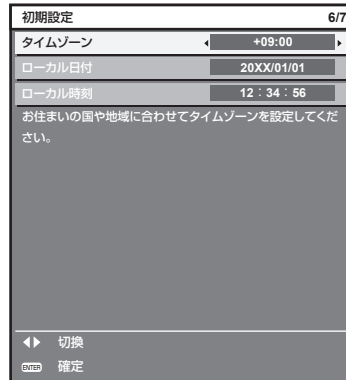 初期設定 6/7
タイムゾーン +09:00
ローカル日付 20XX/01/01
ローカル時刻 12：34：56
お住まいの国や地域に合わせてタイムゾーンを設定してくだ
さい。
切換
ENTER 確定